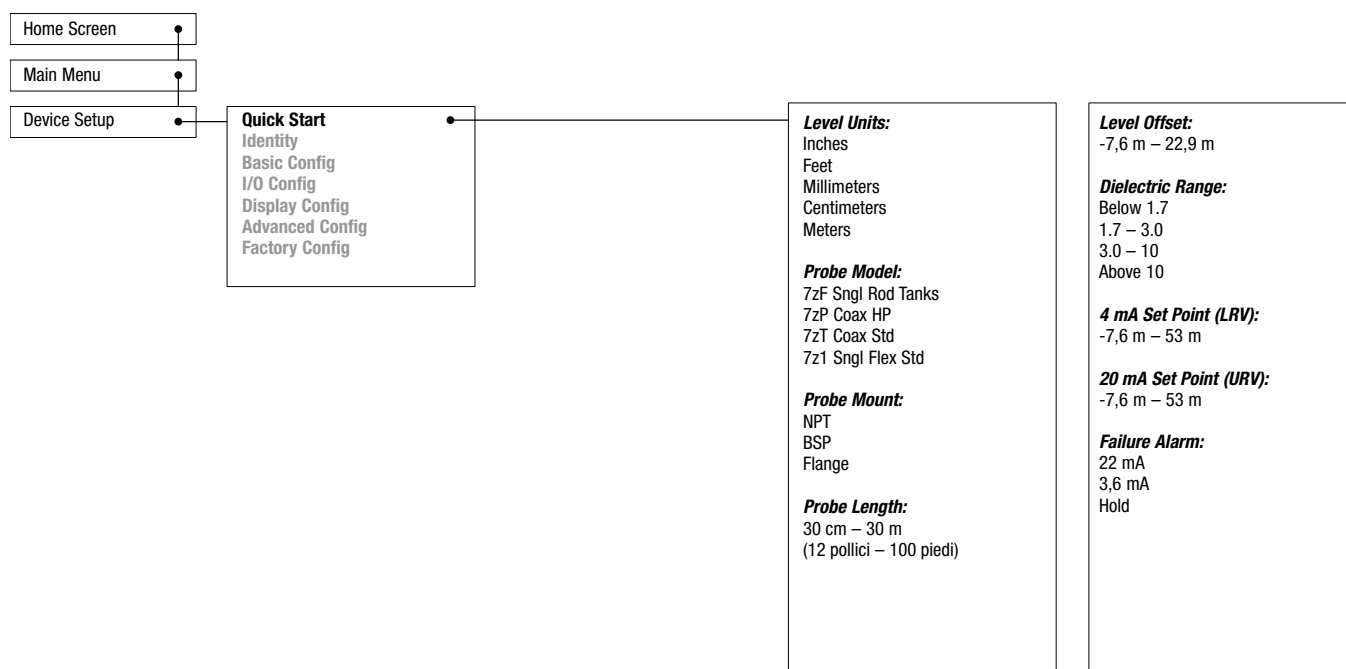 Home Screen
Main Menu
Device Setup
Quick Start
Identity
Basic Config
I/O Config
Display Config
Advanced Config
Factory Config
Level Units:
Inches
Feet
Millimeters
Centimeters
Meters
Probe Model:
7zF Sngl Rod Tanks
7zP Coax HP
7zT Coax Std
7z1 Sngl Flex Std
Probe Mount:
NPT
BSP
Flange
Probe Length:
30 cm – 30 m
(12 pollici – 100 piedi)
Level Offset:
-7,6 m – 22,9 m
Dielectric Range:
Below 1.7
1.7 – 3.0
3.0 – 10
Above 10
4 mA Set Point (LRV):
-7,6 m – 53 m
20 mA Set Point (URV):
-7,6 m – 53 m
Failure Alarm:
22 mA
3,6 mA
Hold